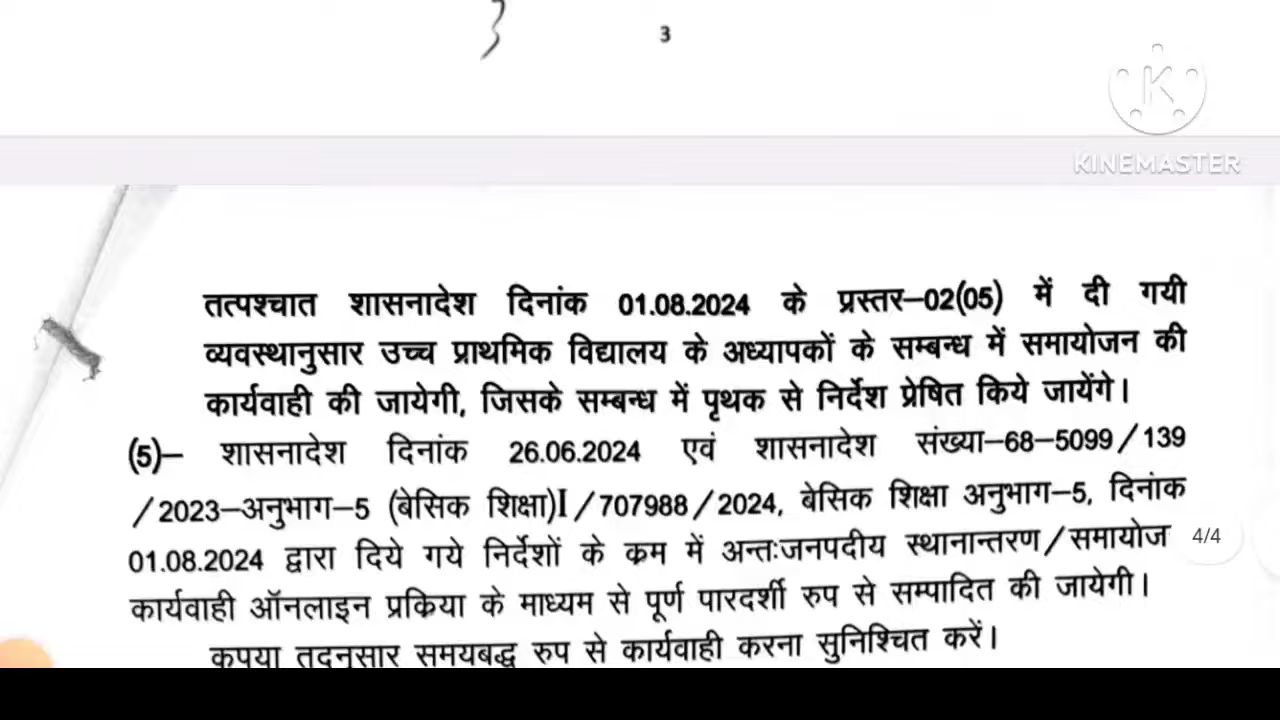 3
KINEMASTER
तत्पश्चात शासनादेश दिनांक 01.08.2024 के प्रस्तर–02(05) में दी गयी
व्यवस्थानुसार उच्च प्राथमिक विद्यालय के अध्यापकों के सम्बन्ध में समायोजन की
कार्यवाही की जायेगी, जिसके सम्बन्ध में पृथक से निर्देश प्रेषित किये जायेंगे।
(5)– शासनादेश दिनांक 26.06.2024 एवं शासनादेश संख्या–68–5099/139
/2023–अनुभाग–5 (बेसिक शिक्षा)I/707988/2024, बेसिक शिक्षा अनुभाग–5, दिनांक
01.08.2024 द्वारा दिये गये निर्देशों के क्रम में अन्तःजनपदीय स्थानान्तरण/समायोज
4/4
कार्यवाही ऑनलाइन प्रक्रिया के माध्यम से पूर्ण पारदर्शी रुप से सम्पादित की जायेगी।
कृपया तदनुसार समयबद्ध रुप से कार्यवाही करना सुनिश्चित करें।